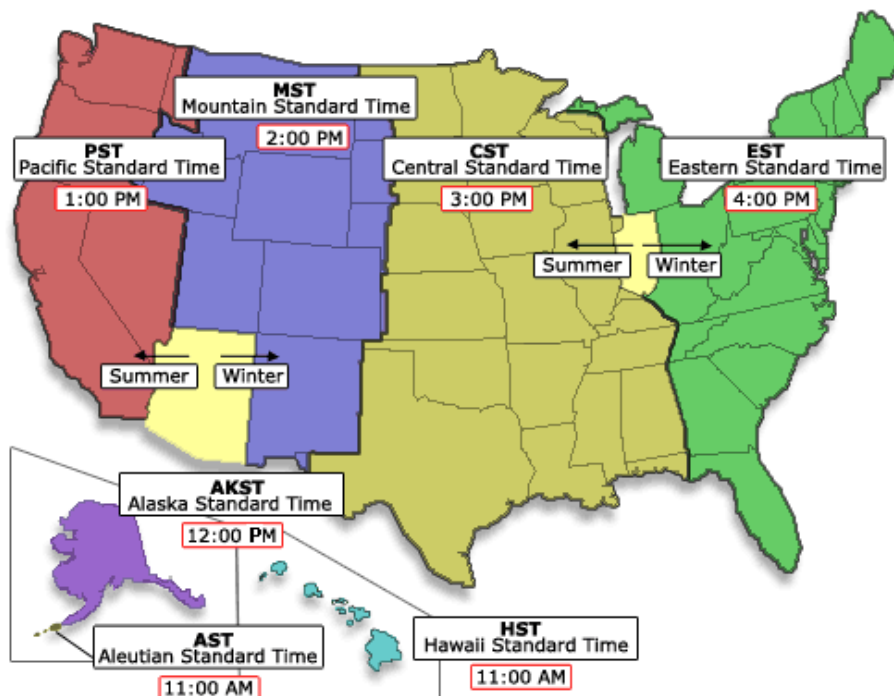 MST
Mountain Standard Time
2:00 PM
PST
Pacific Standard Time
1:00 PM
CST
Central Standard Time
3:00 PM
EST
Eastern Standard Time
4:00 PM
Summer
Winter
Summer
Winter
AKST
Alaska Standard Time
12:00 PM
AST
Aleutian Standard Time
11:00 AM
HST
Hawaii Standard Time
11:00 AM